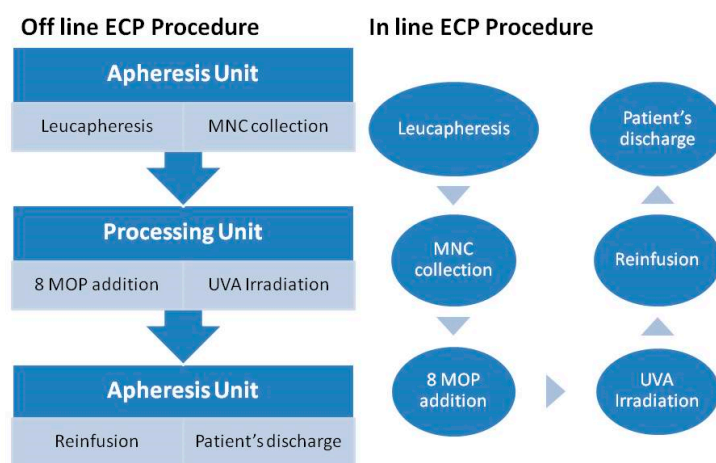 Off line ECP Procedure
Apheresis Unit
Leucapheresis
MNC collection
Processing Unit
8 MOP addition
UVA Irradiation
Apheresis Unit
Reinfusion
Patient's discharge
In line ECP Procedure
Leucapheresis
MNC
collection
8 MOP
addition
UVA
Irradiation
Reinfusion
Patient's
discharge